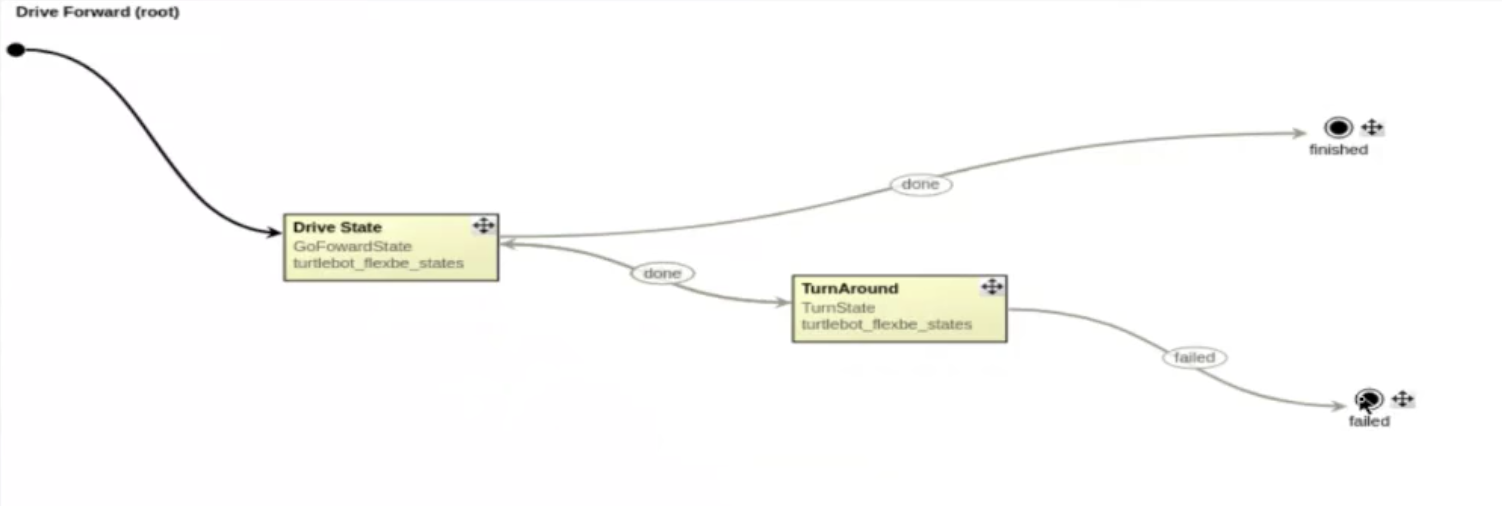 Drive Forward (root)
finished
done
Drive State
GoFowardState
turtlebot_flexbe_states
done
TurnAround
TurnState
turtlebot_flexbe_states
failed
failed